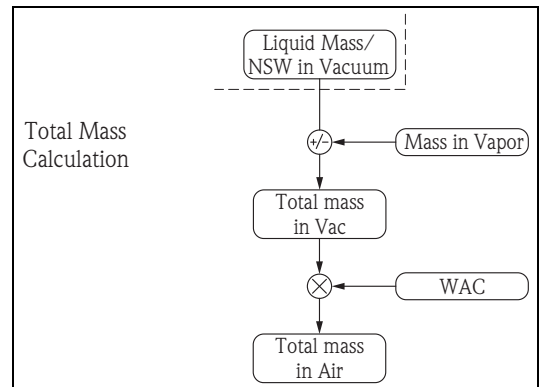 Liquid Mass/
NSW in Vacuum
Total Mass
Calculation
+/-
Mass in Vapor
Total mass
in Vac
WAC
Total mass
in Air